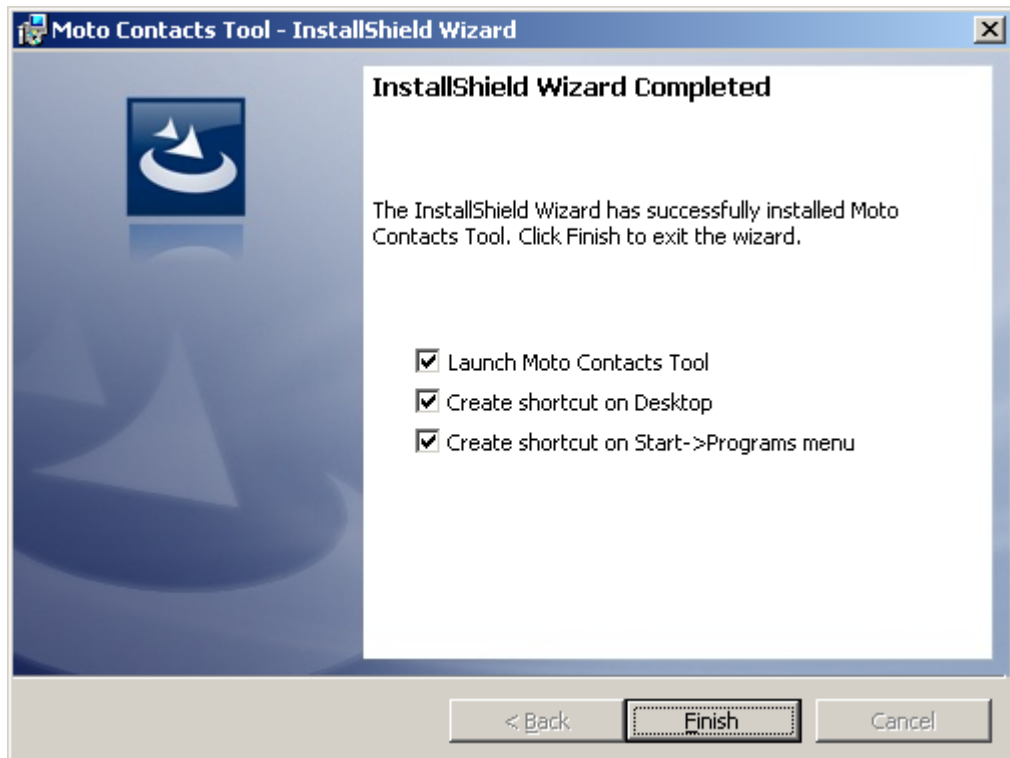 Moto Contacts Tool - InstallShield Wizard
InstallShield Wizard Completed
The InstallShield Wizard has successfully installed Moto
Contacts Tool. Click Finish to exit the wizard.
Launch Moto Contacts Tool
Create shortcut on Desktop
Create shortcut on Start->Programs menu
< Back
Finish
Cancel